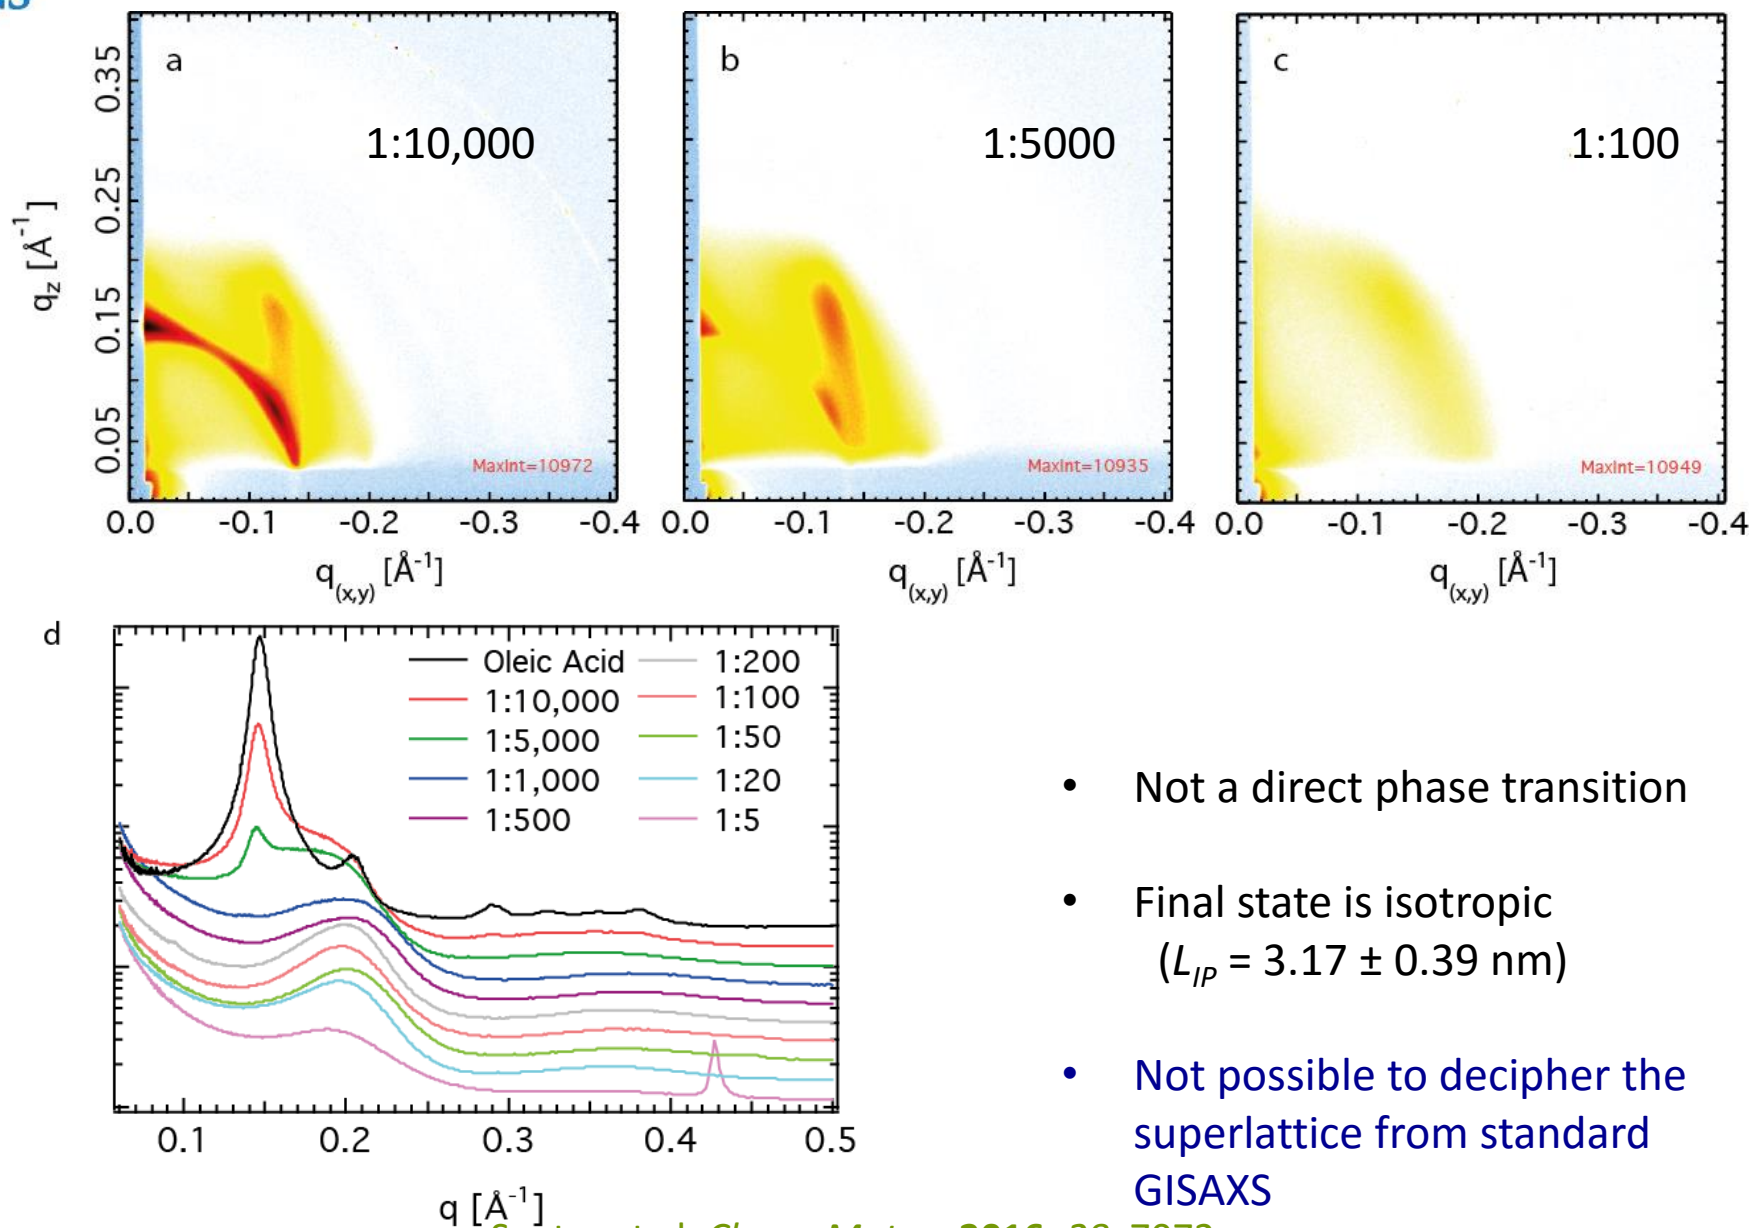 a
1:10,000
b
1:5000
c
1:100
0.35
0.25
0.15
0.05
qz [Å-1]
MaxInt=10972
MaxInt=10935
MaxInt=10949
0.0 -0.1 -0.2 -0.3 -0.4
0.0 -0.1 -0.2 -0.3 -0.4
0.0 -0.1 -0.2 -0.3 -0.4
q(x,y) [Å-1]
q(x,y) [Å-1]
q(x,y) [Å-1]
d
Oleic Acid
1:10,000
1:5,000
1:1,000
1:500
1:200
1:100
1:50
1:20
1:5
0.1 0.2 0.3 0.4 0.5
q [Å-1]
• Not a direct phase transition
• Final state is isotropic
(LIP = 3.17 ± 0.39 nm)
• Not possible to decipher the
superlattice from standard
GISAXS
2016